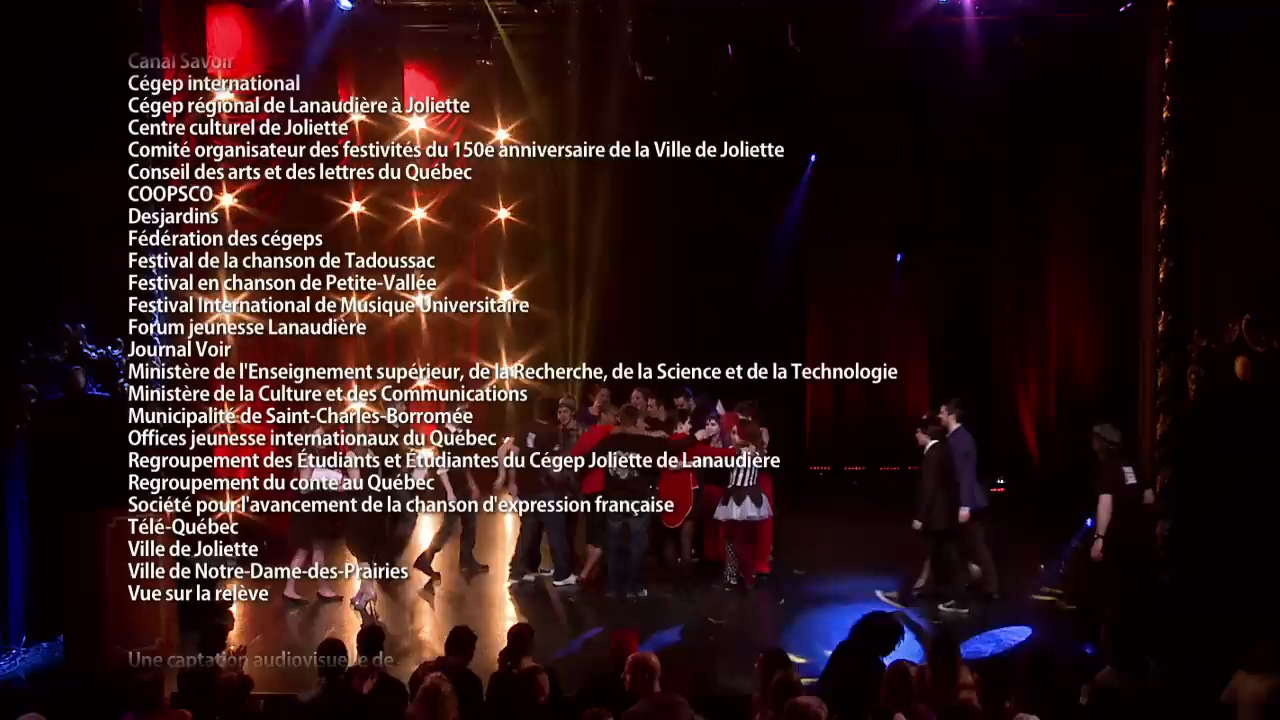 Canal Savoir
Cégep international
Cégep régional de Lanaudière à Joliette
Centre culturel de Joliette
Comité organisateur des festivités du 150e anniversaire de la Ville de Joliette
Conseil des arts et des lettres du Québec
COOPSCO
Desjardins
Fédération des cégeps
Festival de la chanson de Tadoussac
Festival en chanson de Petite-Vallée
Festival International de Musique Universitaire
Forum jeunesse Lanaudière
Journal Voir
Ministère de l'Enseignement supérieur, de la Recherche, de la Science et de la Technologie
Ministère de la Culture et des Communications
Municipalité de Saint-Charles-Borromée
Offices jeunesse internationaux du Québec
Regroupement des Étudiants et Étudiantes du Cégep Joliette de Lanaudière
Regroupement du conte au Québec
Société pour l'avancement de la chanson d'expression française
Télé-Québec
Ville de Joliette
Ville de Notre-Dame-des-Prairies
Vue sur la relève
Une captation audiovisuelle de